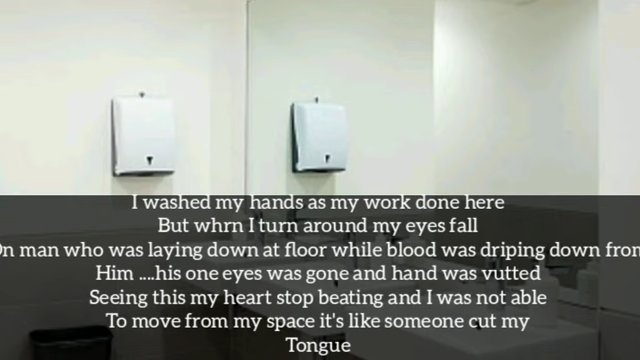 I washed my hands as my work done here
But whrn I turn around my eyes fall
On man who was laying down at floor while blood was driping down from
Him ....his one eyes was gone and hand was vutted
Seeing this my heart stop beating and I was not able
To move from my space it's like someone cut my
Tongue